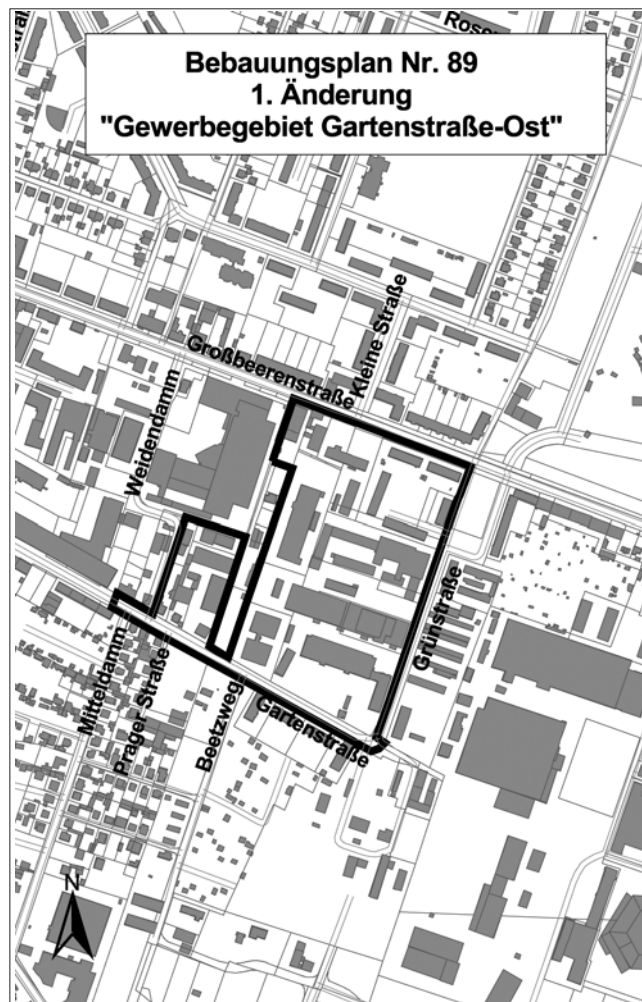 Bebauungsplan Nr. 89
1. Änderung
"Gewerbegebiet Gartenstraße-Ost"
Großbeerenstraße
Kleine Straße
Weidendamm
Grünstraße
Mitteldamm
Prager Straße
Beetzweg
Gartenstraße
N